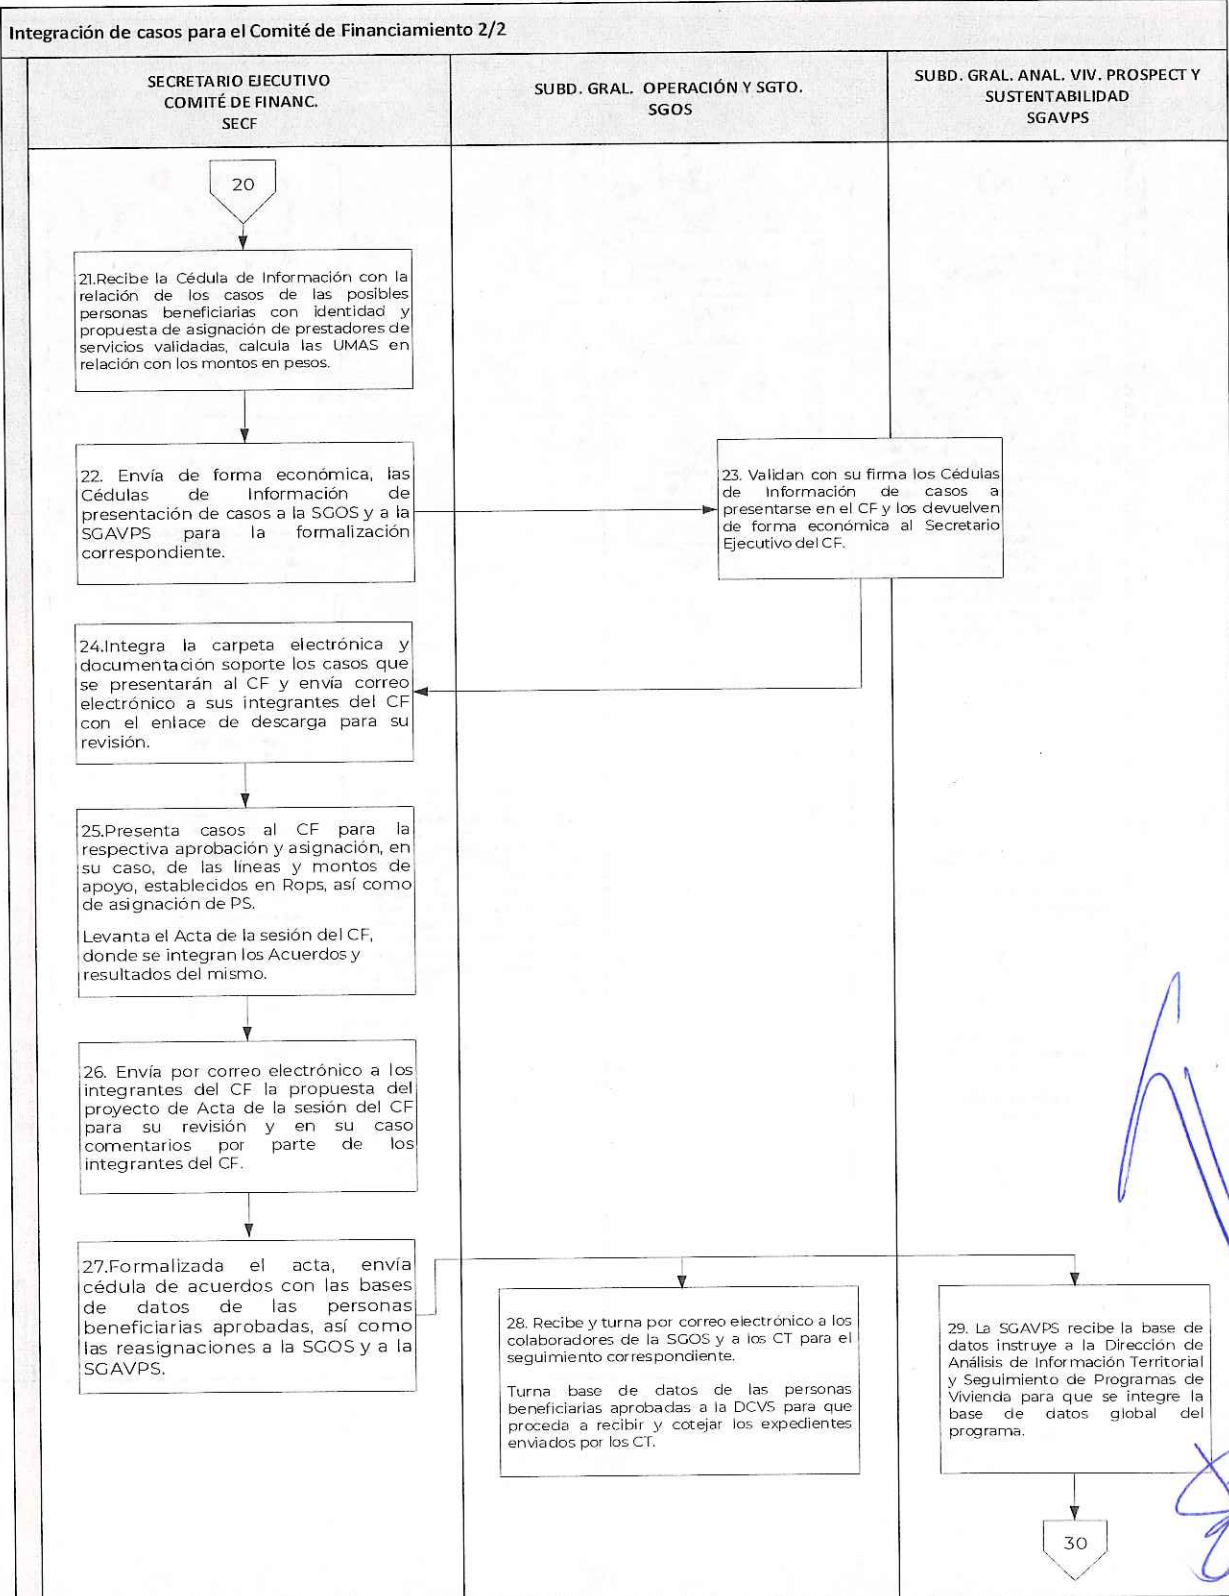 Integración de casos para el Comité de Financiamiento 2/2
SECRETARIO EJECUTIVO
COMITÉ DE FINANC.
SECF
SUBD. GRAL. OPERACIÓN Y SGTO.
SGOS
SUBD. GRAL. ANAL. VIV. PROSPECT Y
SUSTENTABILIDAD
SGAVPS
20
21.Recibe la Cédula de Información con la
relación de los casos de las posibles
personas beneficiarias con identidad y
propuesta de asignación de prestadores de
servicios validadas, calcula las UMAS en
relación con los montos en pesos.
22. Envía de forma económica, las
Cédulas de Información de
presentación de casos a la SGOS y a la
SGAVPS para la formalización
correspondiente.
23. Validan con su firma los Cédulas
de Información de casos a
presentarse en el CF y los devuelven
de forma económica al Secretario
Ejecutivo del CF.
24.Integra la carpeta electrónica y
documentación soporte los casos que
se presentarán al CF y envía correo
electrónico a sus integrantes del CF
con el enlace de descarga para su
revisión.
25.Presenta casos al CF para la
respectiva aprobación y asignación, en
su caso, de las líneas y montos de
apoyo, establecidos en Rops, así como
de asignación de PS.
Levanta el Acta de la sesión del CF,
donde se integran los Acuerdos y
resultados del mismo.
26. Envía por correo electrónico a los
integrantes del CF la propuesta del
proyecto de Acta de la sesión del CF
para su revisión y en su caso
comentarios por parte de los
integrantes del CF.
27.Formalizada el acta, envía
cédula de acuerdos con las bases
de datos de las personas
beneficiarias aprobadas, así como
las reasignaciones a la SGOS y a la
SGAVPS.
28. Recibe y turna por correo electrónico a los
colaboradores de la SGOS y a los CT para el
seguimiento correspondiente.
Turna base de datos de las personas
beneficiarias aprobadas a la DCVS para que
proceda a recibir y cotejar los expedientes
enviados por los CT.
29. La SGAVPS recibe la base de
datos instruye a la Dirección de
Análisis de Información Territorial
y Seguimiento de Programas de
Vivienda para que se integre la
base de datos global del
programa.
30